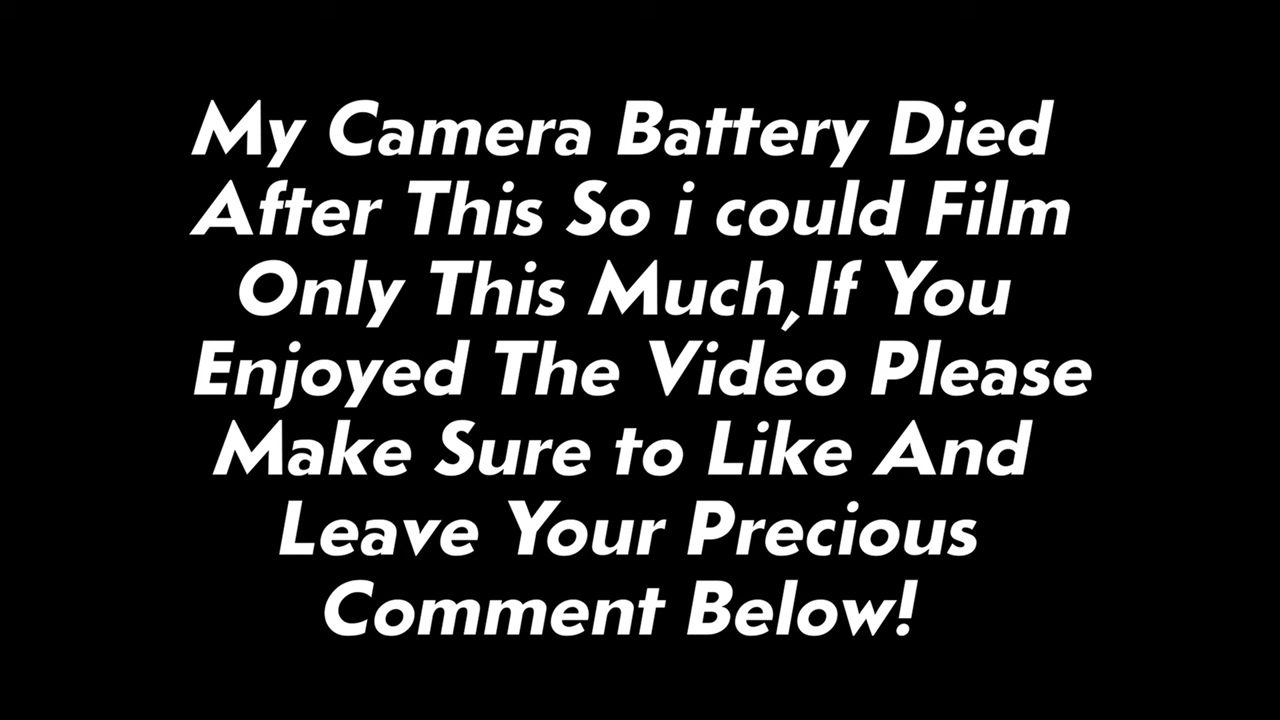 My Camera Battery Died
After This So i could Film
Only This Much,If You
Enjoyed The Video Please
Make Sure to Like And
Leave Your Precious
Comment Below!